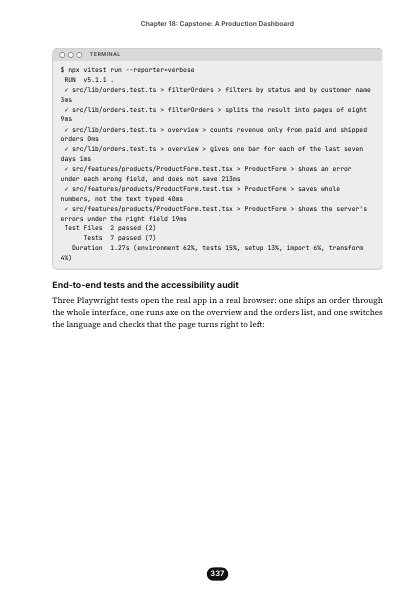 Chapter 18: Capstone: A Production Dashboard
TERMINAL
$ npx vitest run --reporter=verbose
RUN  v5.1.1 .
✓ src/lib/orders.test.ts > filterOrders > filters by status and by customer name
3ms
✓ src/lib/orders.test.ts > filterOrders > splits the result into pages of eight
9ms
✓ src/lib/orders.test.ts > overview > counts revenue only from paid and shipped
orders 0ms
✓ src/lib/orders.test.ts > overview > gives one bar for each of the last seven
days 1ms
✓ src/features/products/ProductForm.test.tsx > ProductForm > shows an error
under each wrong field, and does not save 213ms
✓ src/features/products/ProductForm.test.tsx > ProductForm > saves whole
numbers, not the text typed 40ms
✓ src/features/products/ProductForm.test.tsx > ProductForm > shows the server's
errors under the right field 19ms
Test Files  2 passed (2)
Tests  7 passed (7)
Duration  1.27s (environment 62%, tests 15%, setup 13%, import 6%, transform
4%)
End-to-end tests and the accessibility audit
Three Playwright tests open the real app in a real browser: one ships an order through
the whole interface, one runs axe on the overview and the orders list, and one switches
the language and checks that the page turns right to left:
337